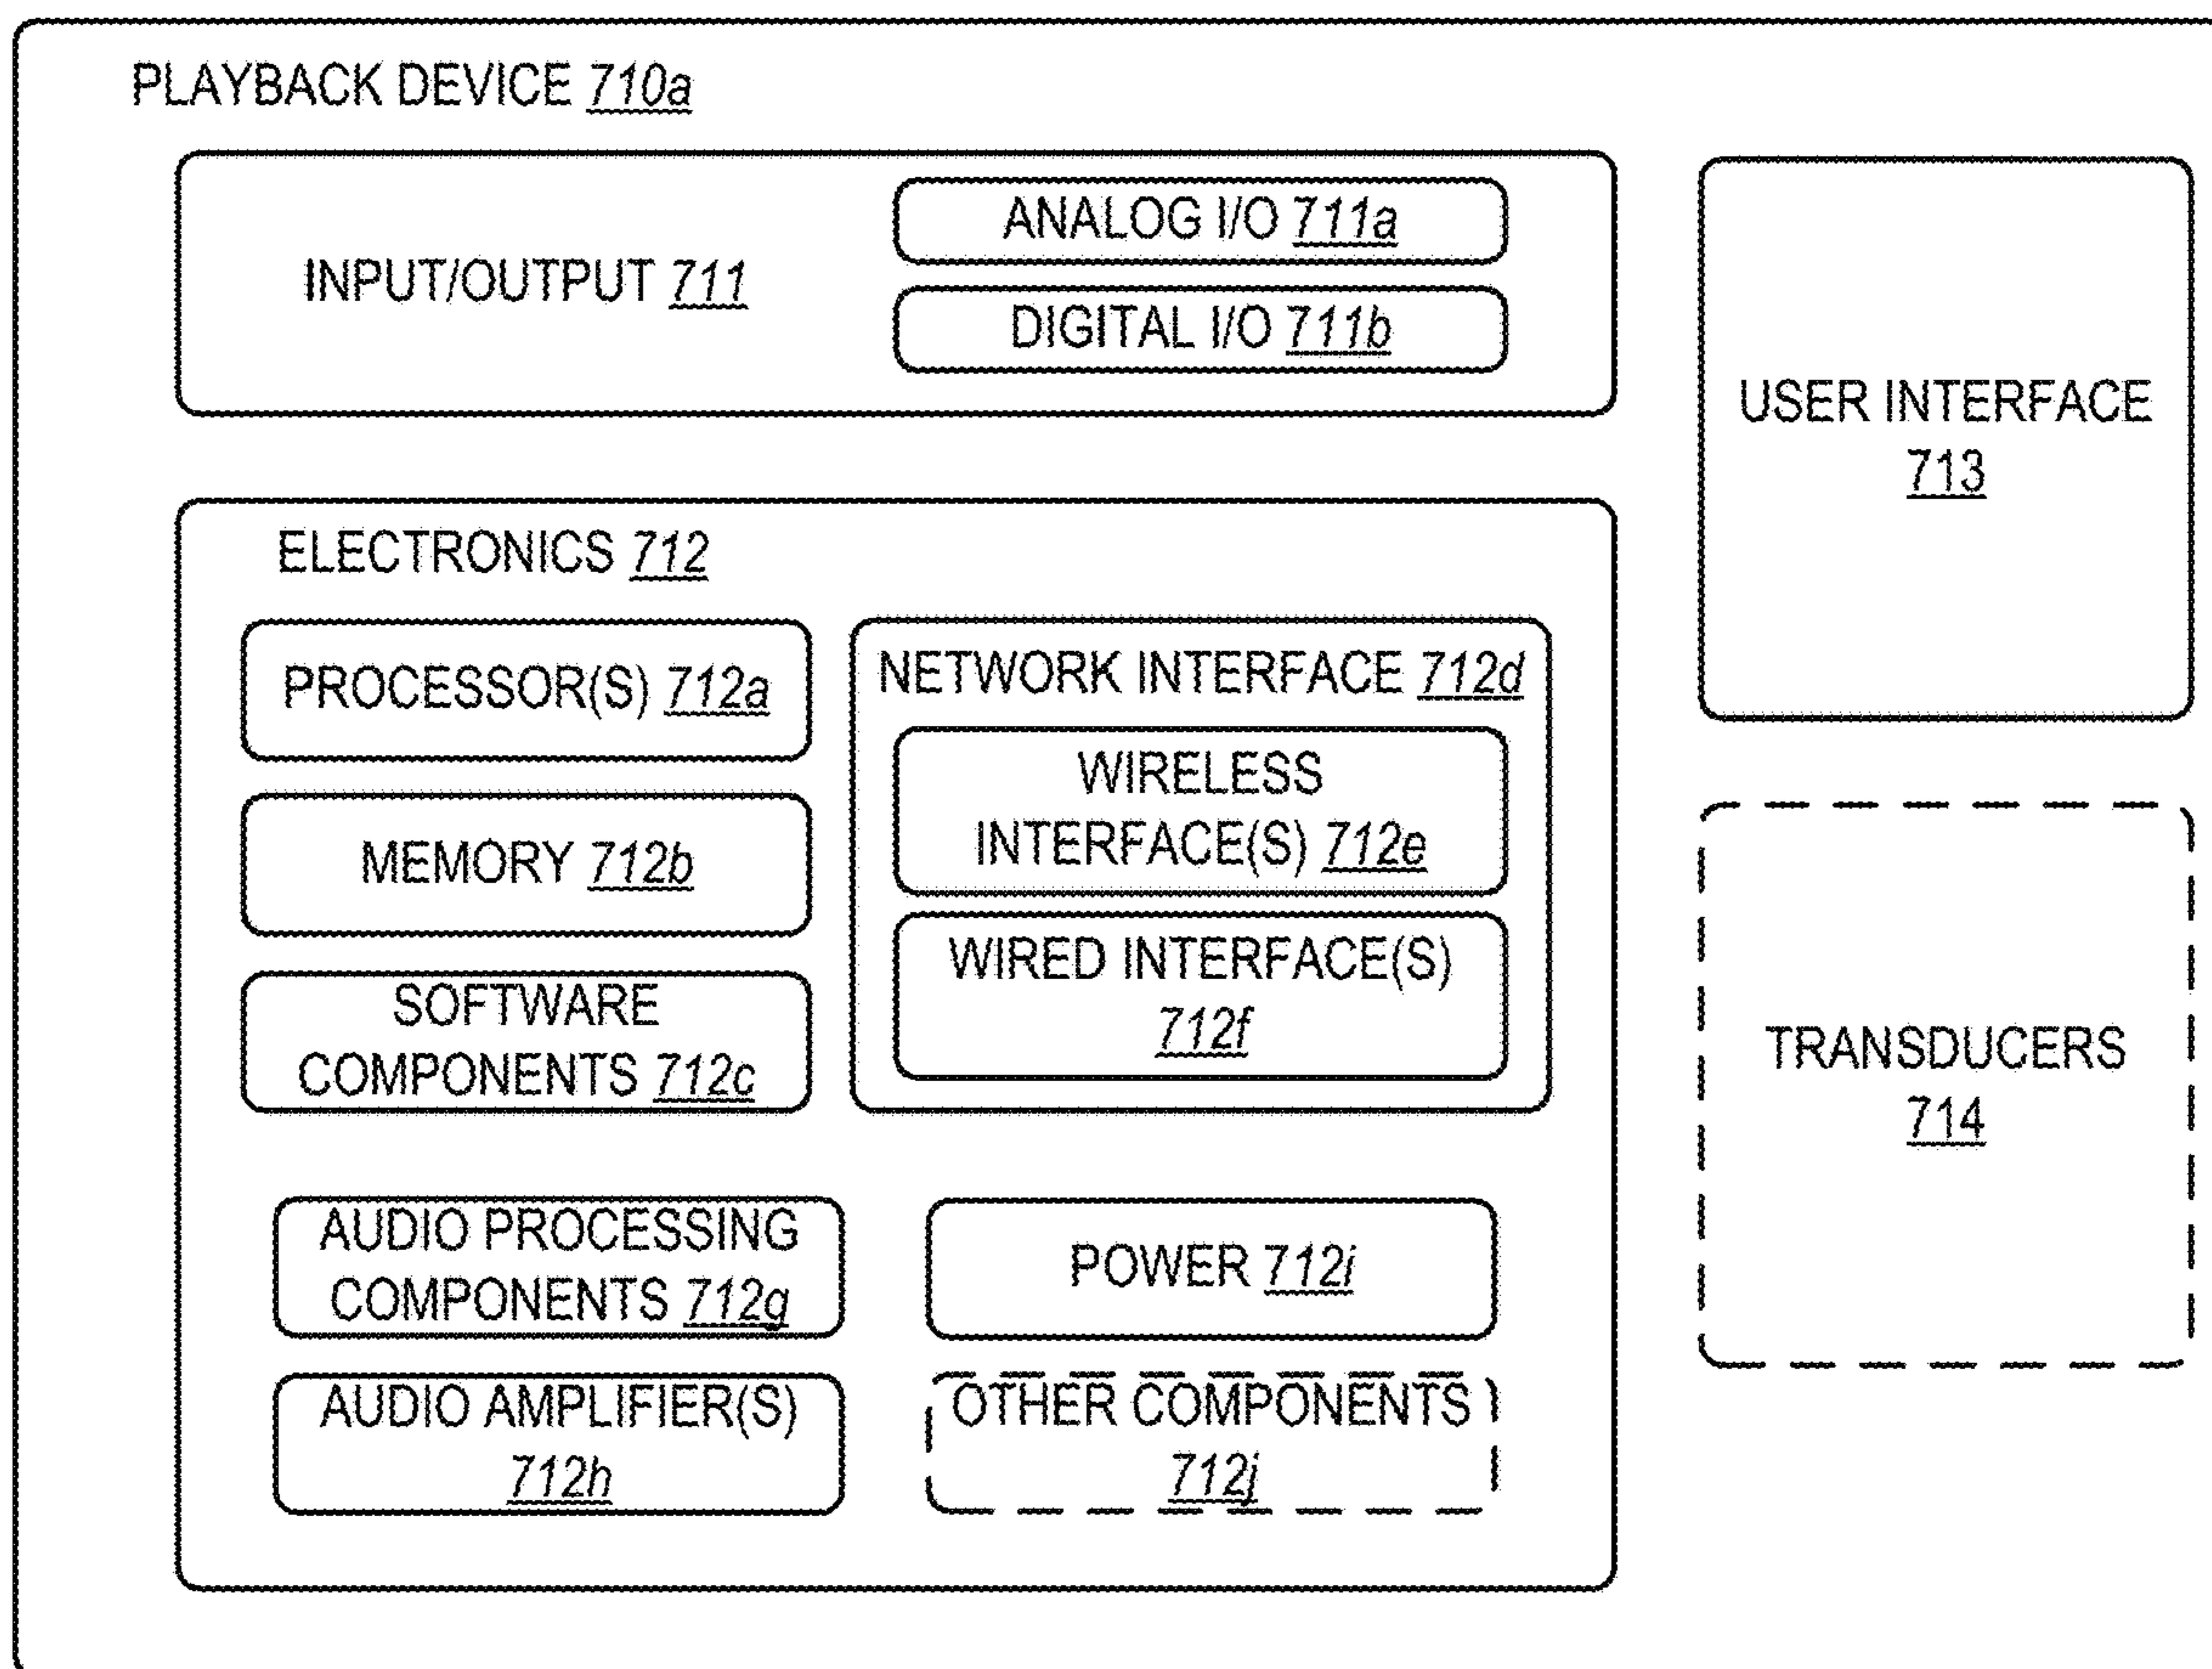 PLAYBACK DEVICE 710a
INPUT/OUTPUT 711
ANALOG I/O 711a
DIGITAL I/O 711b
USER INTERFACE
713
ELECTRONICS 712
PROCESSOR(S) 712a
MEMORY 712b
SOFTWARE
COMPONENTS 712c
NETWORK INTERFACE 712d
WIRELESS
INTERFACE(S) 712e
WIRED INTERFACE(S)
712f
AUDIO PROCESSING
COMPONENTS 712g
AUDIO AMPLIFIER(S)
712h
POWER 712i
OTHER COMPONENTS
712j
TRANSDUCERS
714